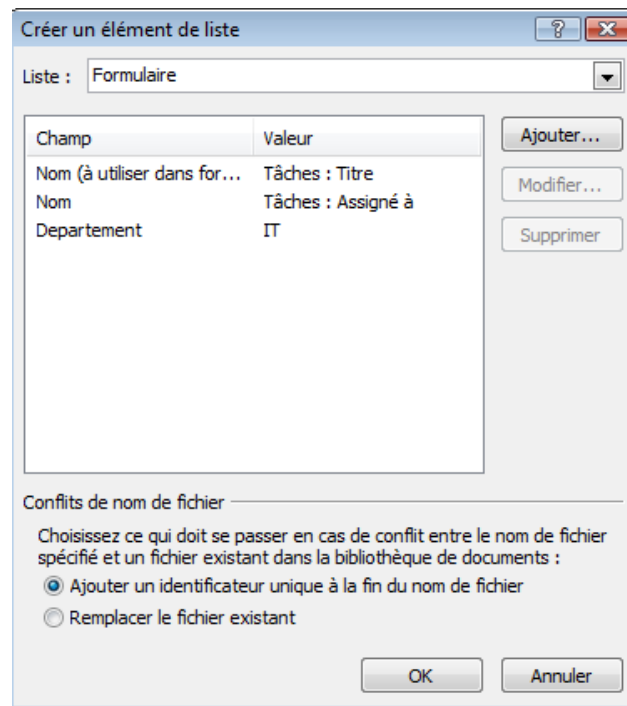 Créer un élément de liste
Liste : Formulaire
Champ Valeur Ajouter...
Nom (à utiliser dans for... Tâches : Titre Modifier...
Nom Tâches : Assigné à
Departement IT Supprimer
Conflits de nom de fichier
Choisissez ce qui doit se passer en cas de conflit entre le nom de fichier
spécifié et un fichier existant dans la bibliothèque de documents :
Ajouter un identificateur unique à la fin du nom de fichier
Remplacer le fichier existant
OK Annuler